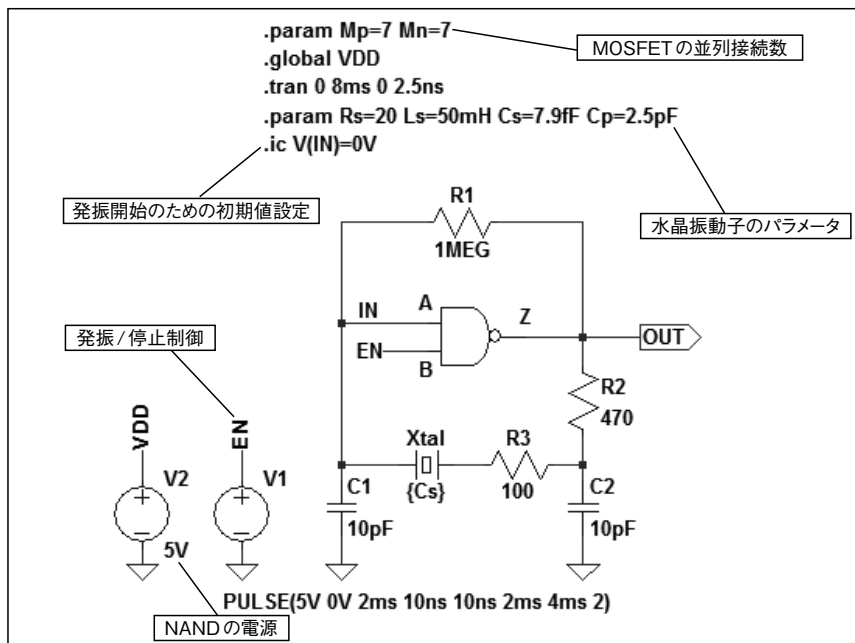 .param Mp=7 Mn=7
MOSFETの並列接続数
.global VDD
.tran 0 8ms 0 2.5ns
.param Rs=20 Ls=50mH Cs=7.9fF Cp=2.5pF
.ic V(IN)=0V
発振開始のための初期値設定
水晶振動子のパラメータ
R1
1MEG
IN
A
Z
EN
B
OUT
発振/停止制御
R2
470
VDD
EN
Xtal
{Cs}
R3
100
V2
5V
V1
C1
10pF
C2
10pF
PULSE(5V 0V 2ms 10ns 10ns 2ms 4ms 2)
NANDの電源